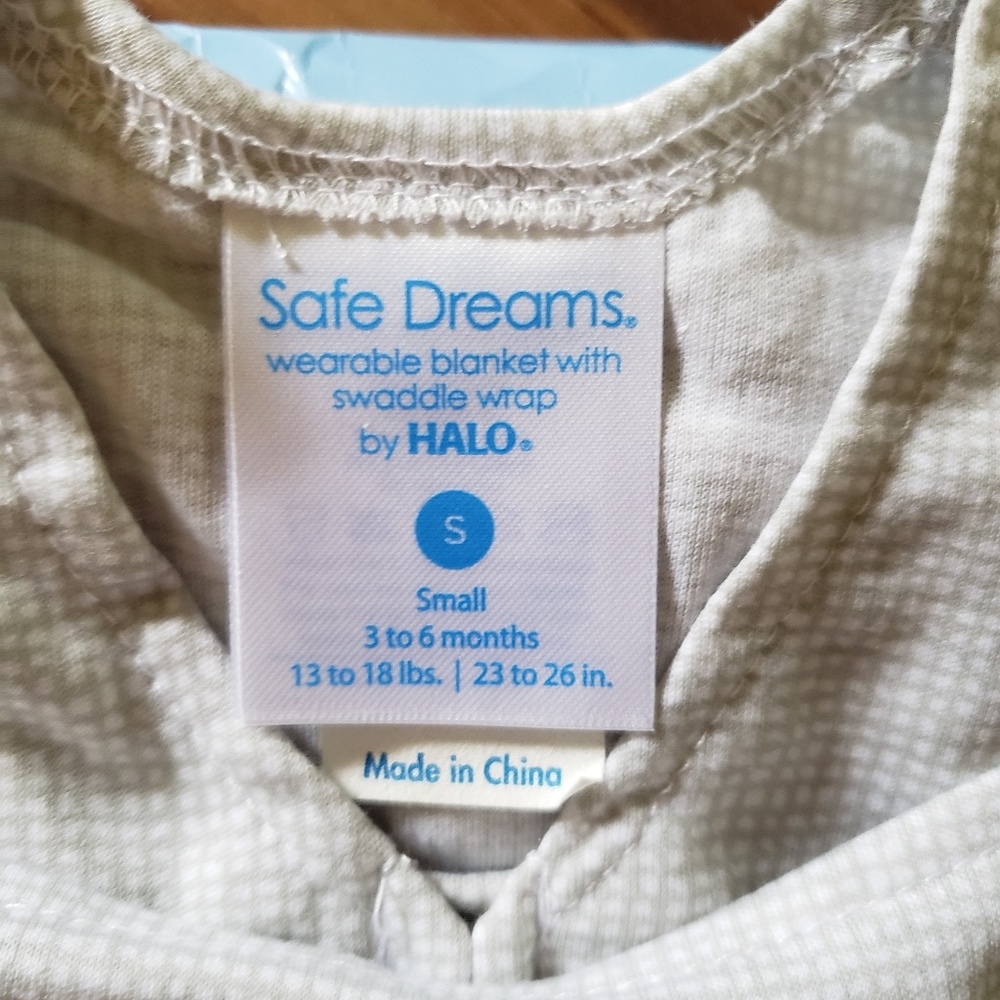 Safe Dreams®
wearable blanket with
swaddle wrap
by HALO®
S
Small
3 to 6 months
13 to 18 lbs. | 23 to 26 in.
Made in China